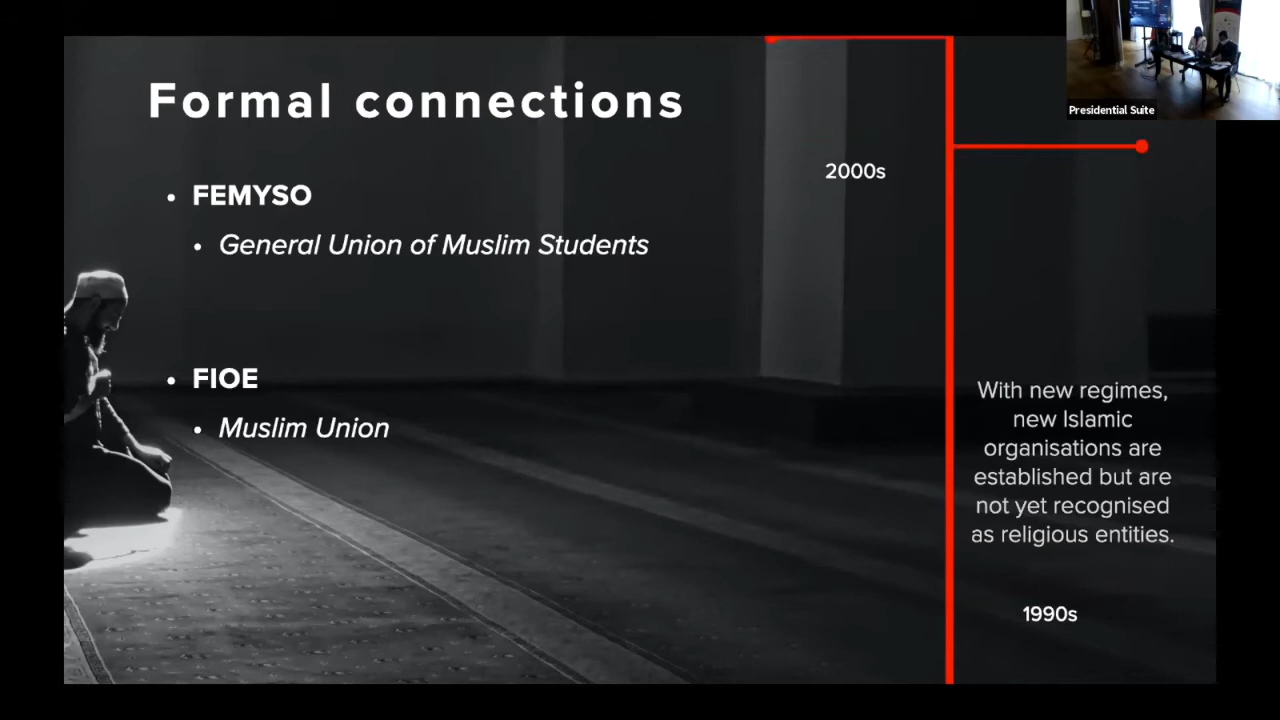 Formal connections
• FEMYSO
• General Union of Muslim Students
• FIOE
• Muslim Union
2000s
With new regimes,
new Islamic
organisations are
established but are
not yet recognised
as religious entities.
1990s
Presidential Suite